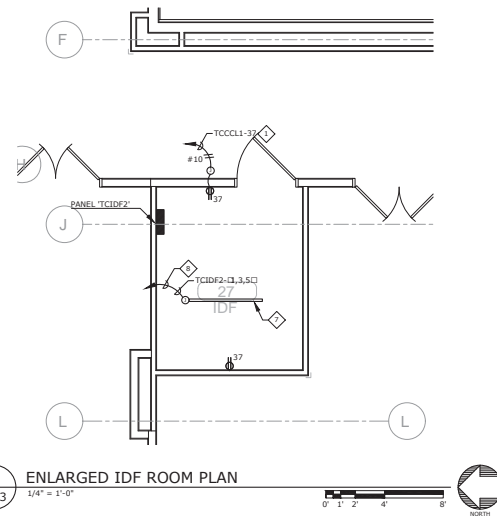 F
TCCCL1-37
1
#10
H
37
PANEL 'TCIDF2'
J
8
TCIDF2-□1,3,5□
27
IDF
7
37
L
L
ENLARGED IDF ROOM PLAN
3
1/4" = 1'-0"
0' 1' 2' 4' 8'
NORTH